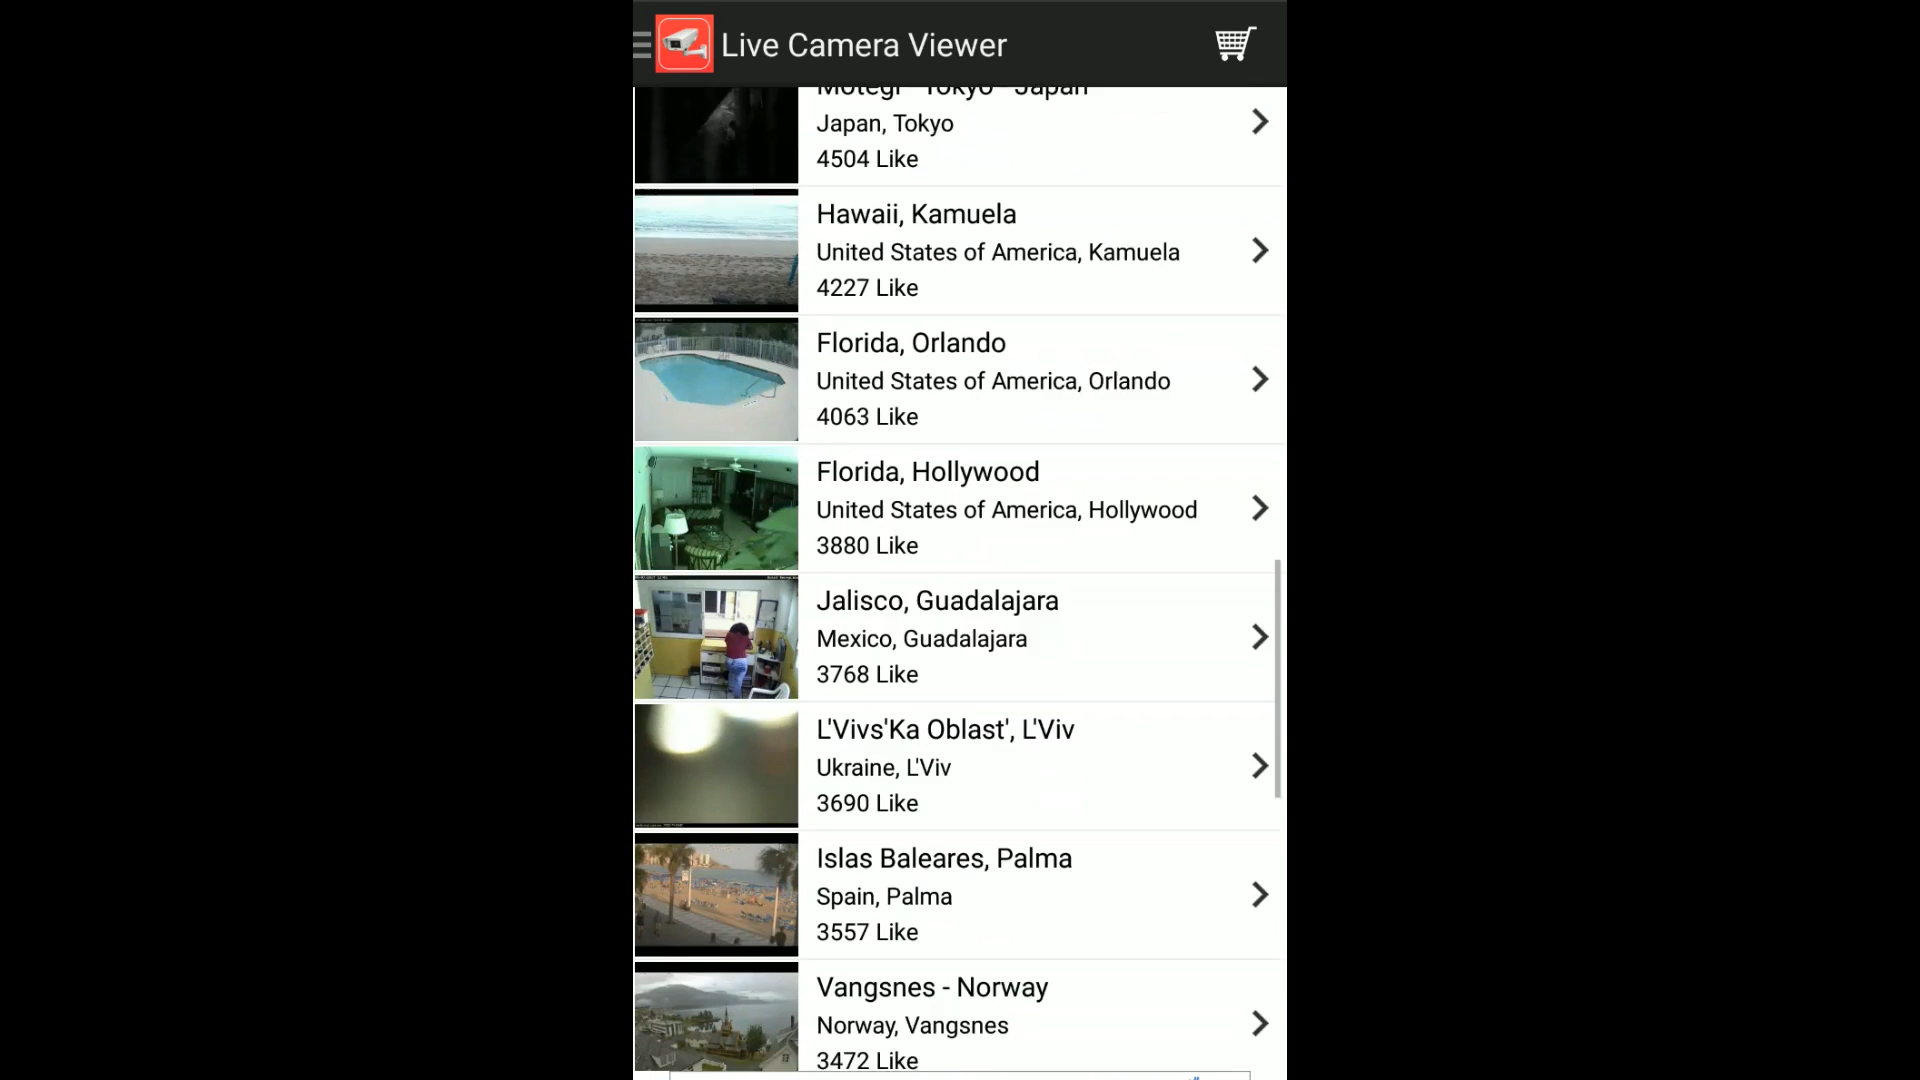 Live Camera Viewer
Motegi - Tokyo - Japan
Japan, Tokyo
4504 Like
Hawaii, Kamuela
United States of America, Kamuela
4227 Like
Florida, Orlando
United States of America, Orlando
4063 Like
Florida, Hollywood
United States of America, Hollywood
3880 Like
Jalisco, Guadalajara
Mexico, Guadalajara
3768 Like
L'Vivs'Ka Oblast', L'Viv
Ukraine, L'Viv
3690 Like
Islas Baleares, Palma
Spain, Palma
3557 Like
Vangsnes - Norway
Norway, Vangsnes
3472 Like